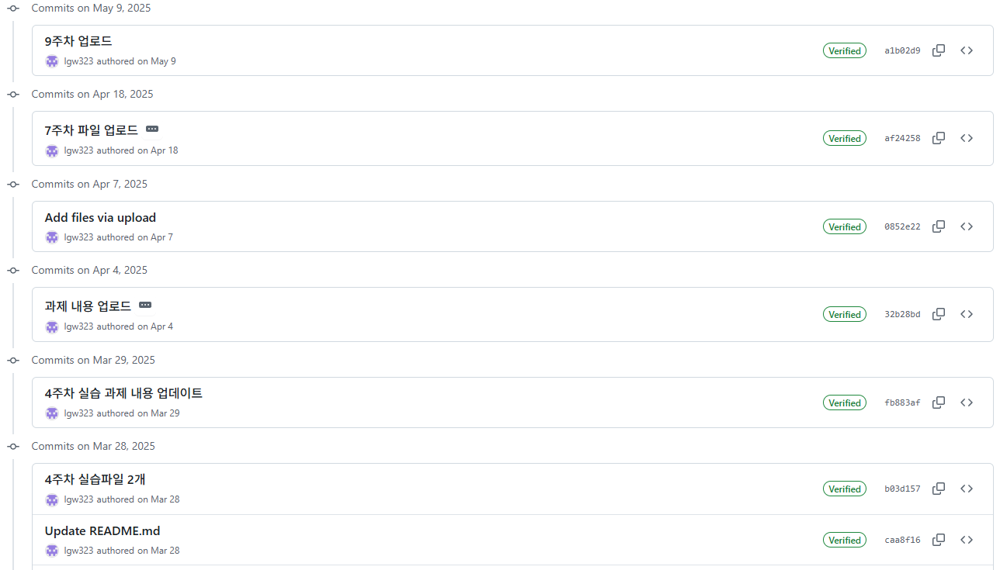 Commits on May 9, 2025
9주차 업로드
lgw323 authored on May 9
Verified
a1b02d9
Commits on Apr 18, 2025
7주차 파일 업로드
lgw323 authored on Apr 18
Verified
af24258
Commits on Apr 7, 2025
Add files via upload
lgw323 authored on Apr 7
Verified
0852e22
Commits on Apr 4, 2025
과제 내용 업로드
lgw323 authored on Apr 4
Verified
32b28bd
Commits on Mar 29, 2025
4주차 실습 과제 내용 업데이트
lgw323 authored on Mar 29
Verified
fb883af
Commits on Mar 28, 2025
4주차 실습파일 2개
lgw323 authored on Mar 28
Verified
b03d157
Update README.md
lgw323 authored on Mar 28
Verified
caa8f16